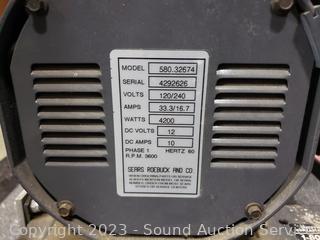 MODEL 580.32674
SERIAL 4292626
VOLTS 120/240
AMPS 33.3/16.7
WATTS 4200
DC VOLTS 12
DC AMPS 10
PHASE 1 HERTZ 60
R.P.M. 3600
SEARS ROEBUCK AND CO
Copyright 2023 - Sound Auction Serv